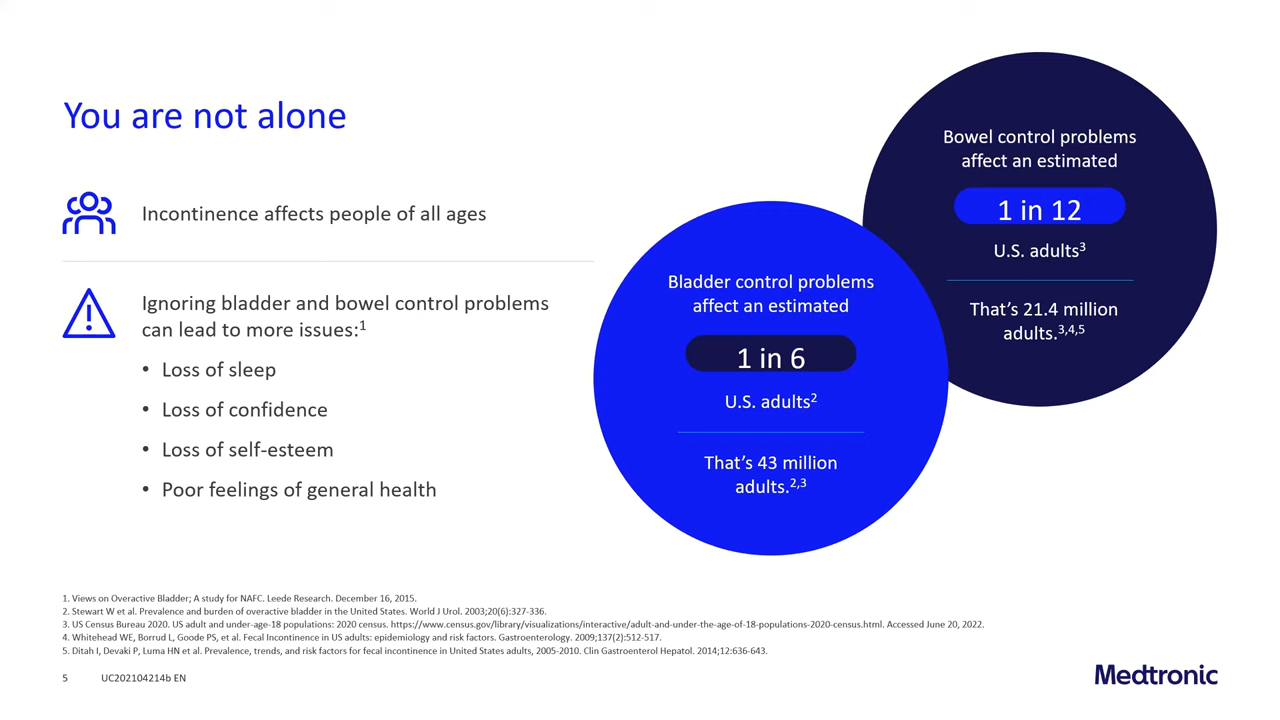 You are not alone
Incontinence affects people of all ages
Ignoring bladder and bowel control problems
can lead to more issues:1
• Loss of sleep
• Loss of confidence
• Loss of self-esteem
• Poor feelings of general health
Bladder control problems
affect an estimated
1 in 6
U.S. adults2
That’s 43 million
adults.2,3
Bowel control problems
affect an estimated
1 in 12
U.S. adults3
That’s 21.4 million
adults.3,4,5
1. Views on Overactive Bladder; A study for NAFC. Leede Research. December 16, 2015.
2. Stewart W et al. Prevalence and burden of overactive bladder in the United States. World J Urol. 2003;20(6):327-336.
3. US Census Bureau 2020. US adult and under-age-18 populations: 2020 census. https://www.census.gov/library/visualizations/interactive/adult-and-under-the-age-of-18-populations-2020-census.html. Accessed June 20, 2022.
4. Whitehead WE, Borrud L, Goode PS, et al. Fecal Incontinence in US adults: epidemiology and risk factors. Gastroenterology. 2009;137(2):512-517.
5. Ditah I, Devaki P, Luma HN et al. Prevalence, trends, and risk factors for fecal incontinence in United States adults, 2005-2010. Clin Gastroenterol Hepatol. 2014;12:636-643.
5 UC202104214b EN
Medtronic